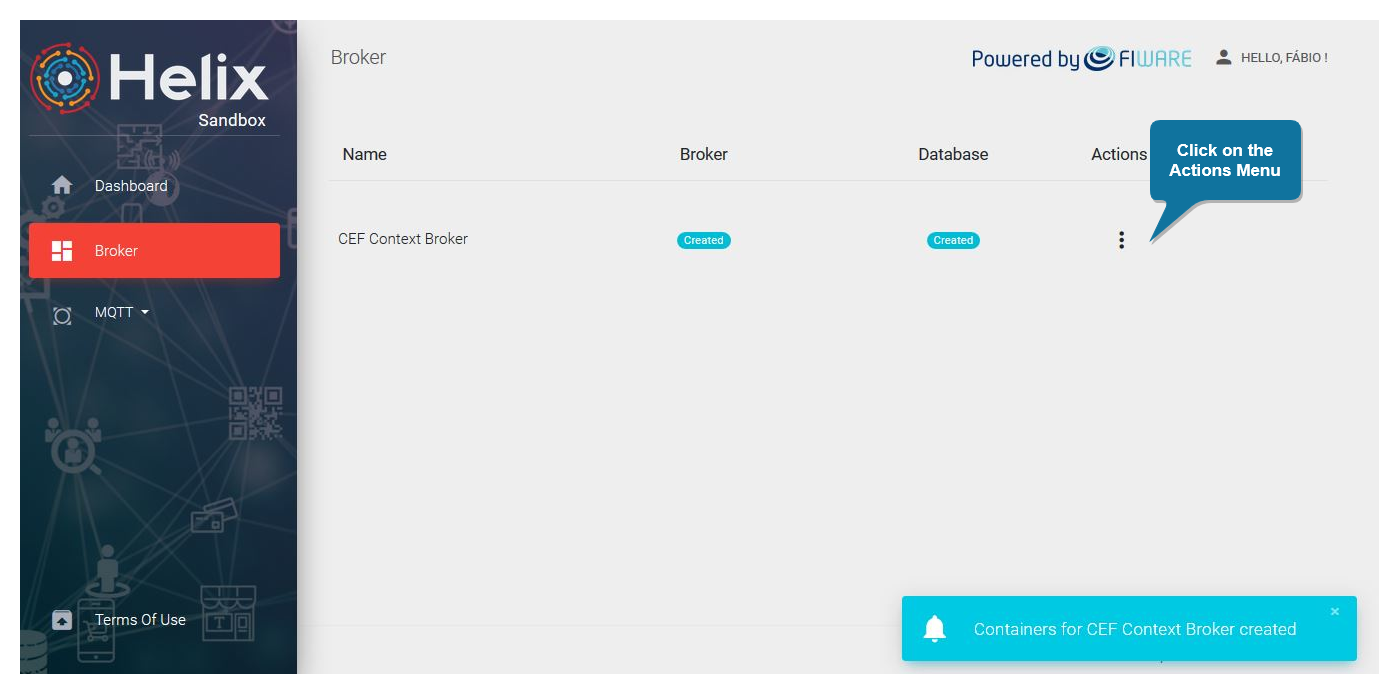 Helix
Sandbox
Dashboard
Broker
MQTT
Terms Of Use
Broker
Powered by FIWARE
HELLO, FÁBIO !
Name Broker Database Actions
Click on the
Actions Menu
CEF Context Broker Created Created
Containers for CEF Context Broker created
×